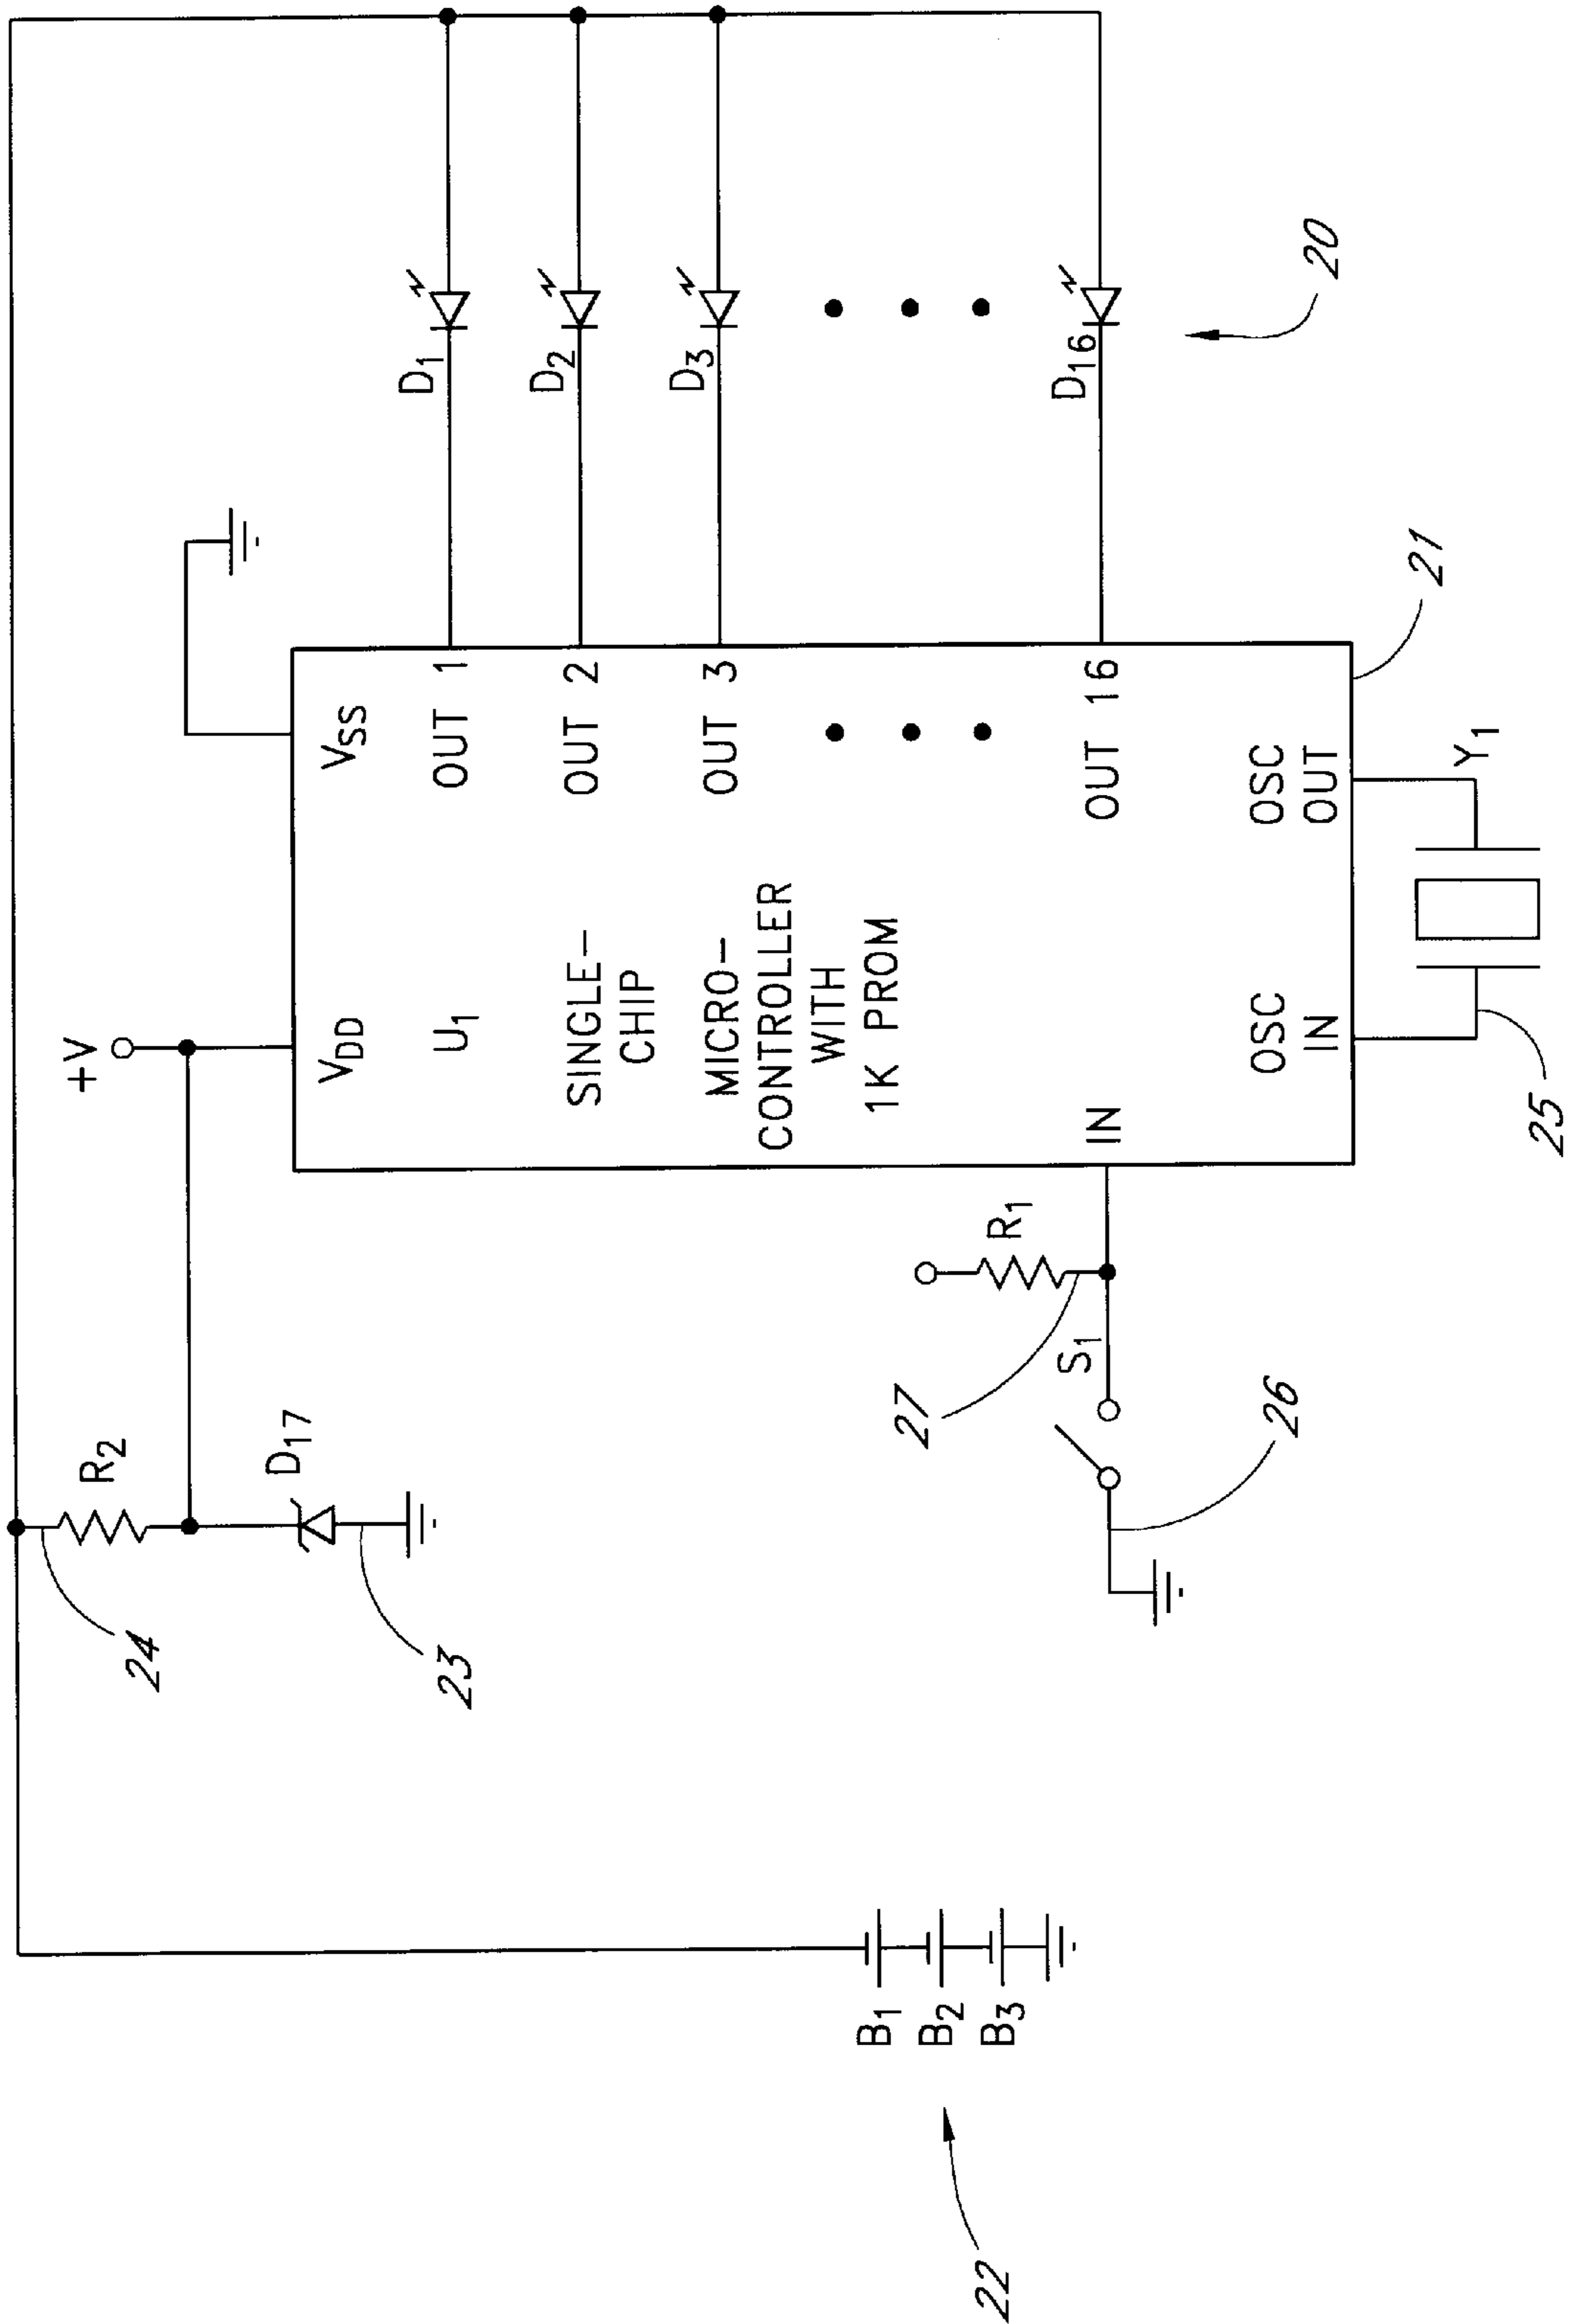 +V
R2
24
D17
23
VDD
VSS
U1
SINGLE-
CHIP
MICRO-
CONTROLLER
WITH
1K PROM
OUT 1
OUT 2
OUT 3
OUT 16
D1
D2
D3
D16
20
IN
R1
27
S1
26
OSC
IN
OSC
OUT
21
Y1
25
B1
B2
B3
22